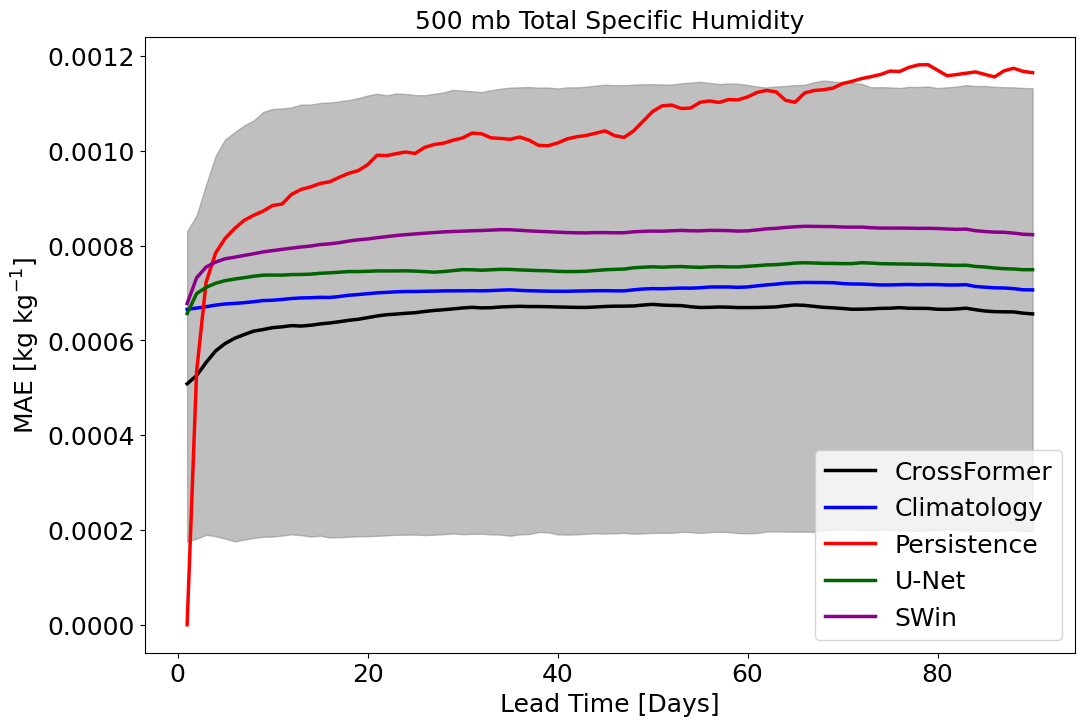 500 mb Total Specific Humidity
0.0012
0.0010
0.0008
0.0006
0.0004
0.0002
0.0000
MAE [kg kg⁻¹]
CrossFormer
Climatology
Persistence
U-Net
SWin
0 20 40 60 80
Lead Time [Days]